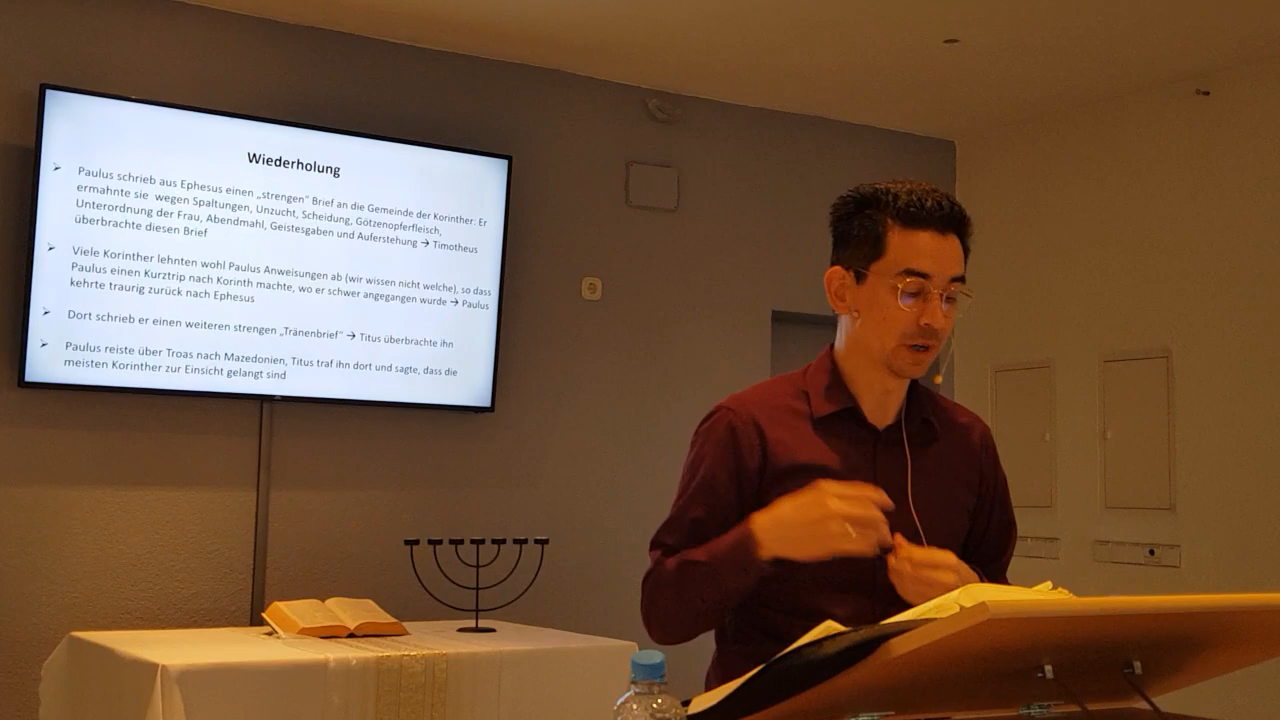 Wiederholung
➢ Paulus schrieb aus Ephesus einen „strengen" Brief an die Gemeinde der Korinther. Er
ermahnte sie wegen Spaltungen, Unzucht, Scheidung, Götzenopferfleisch,
Unterordnung der Frau, Abendmahl, Geistesgaben und Auferstehung → Timotheus
überbrachte diesen Brief
➢ Viele Korinther lehnten wohl Paulus Anweisungen ab (wir wissen nicht welche), so dass
Paulus einen Kurztrip nach Korinth machte, wo er schwer angegangen wurde → Paulus
kehrte traurig zurück nach Ephesus
➢ Dort schrieb er einen weiteren strengen „Tränenbrief" → Titus überbrachte ihn
➢ Paulus reiste über Troas nach Mazedonien, Titus traf ihn dort und sagte, dass die
meisten Korinther zur Einsicht gelangt sind